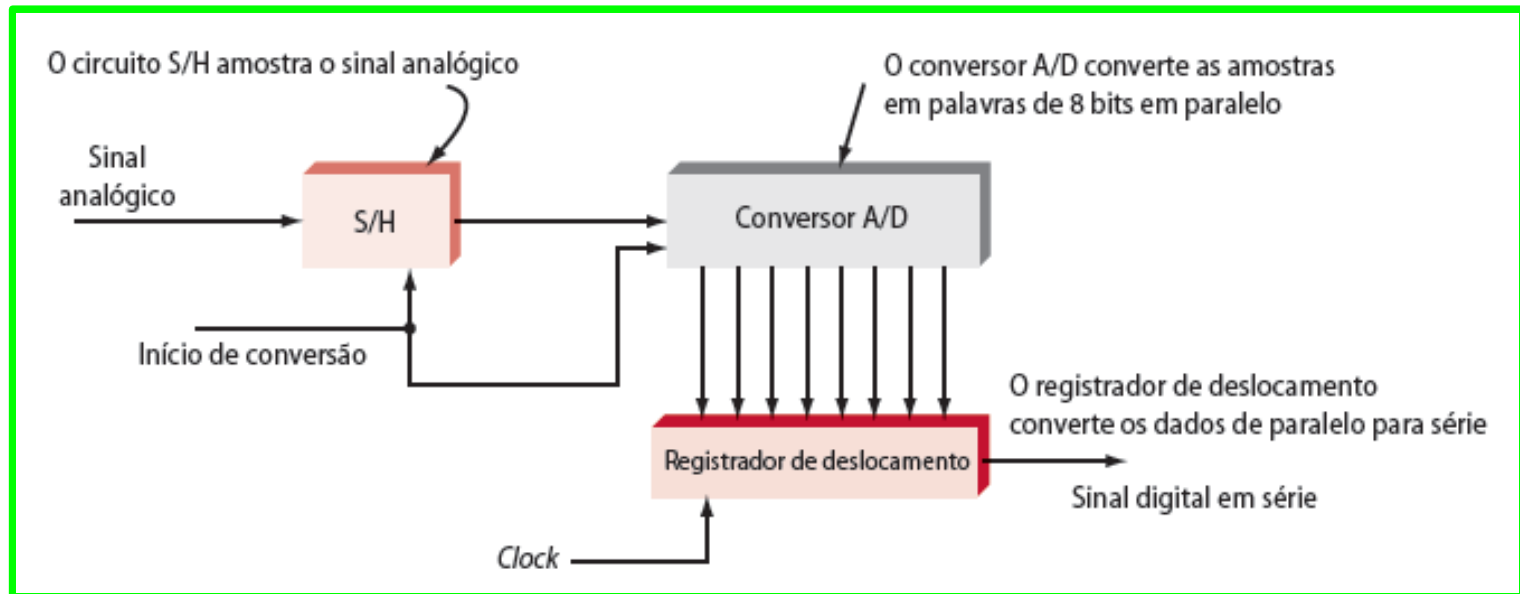 O circuito S/H amostra o sinal analógico
O conversor A/D converte as amostras
em palavras de 8 bits em paralelo
Sinal
analógico
S/H
Conversor A/D
Início de conversão
O registrador de deslocamento
converte os dados de paralelo para série
Registrador de deslocamento
Sinal digital em série
Clock